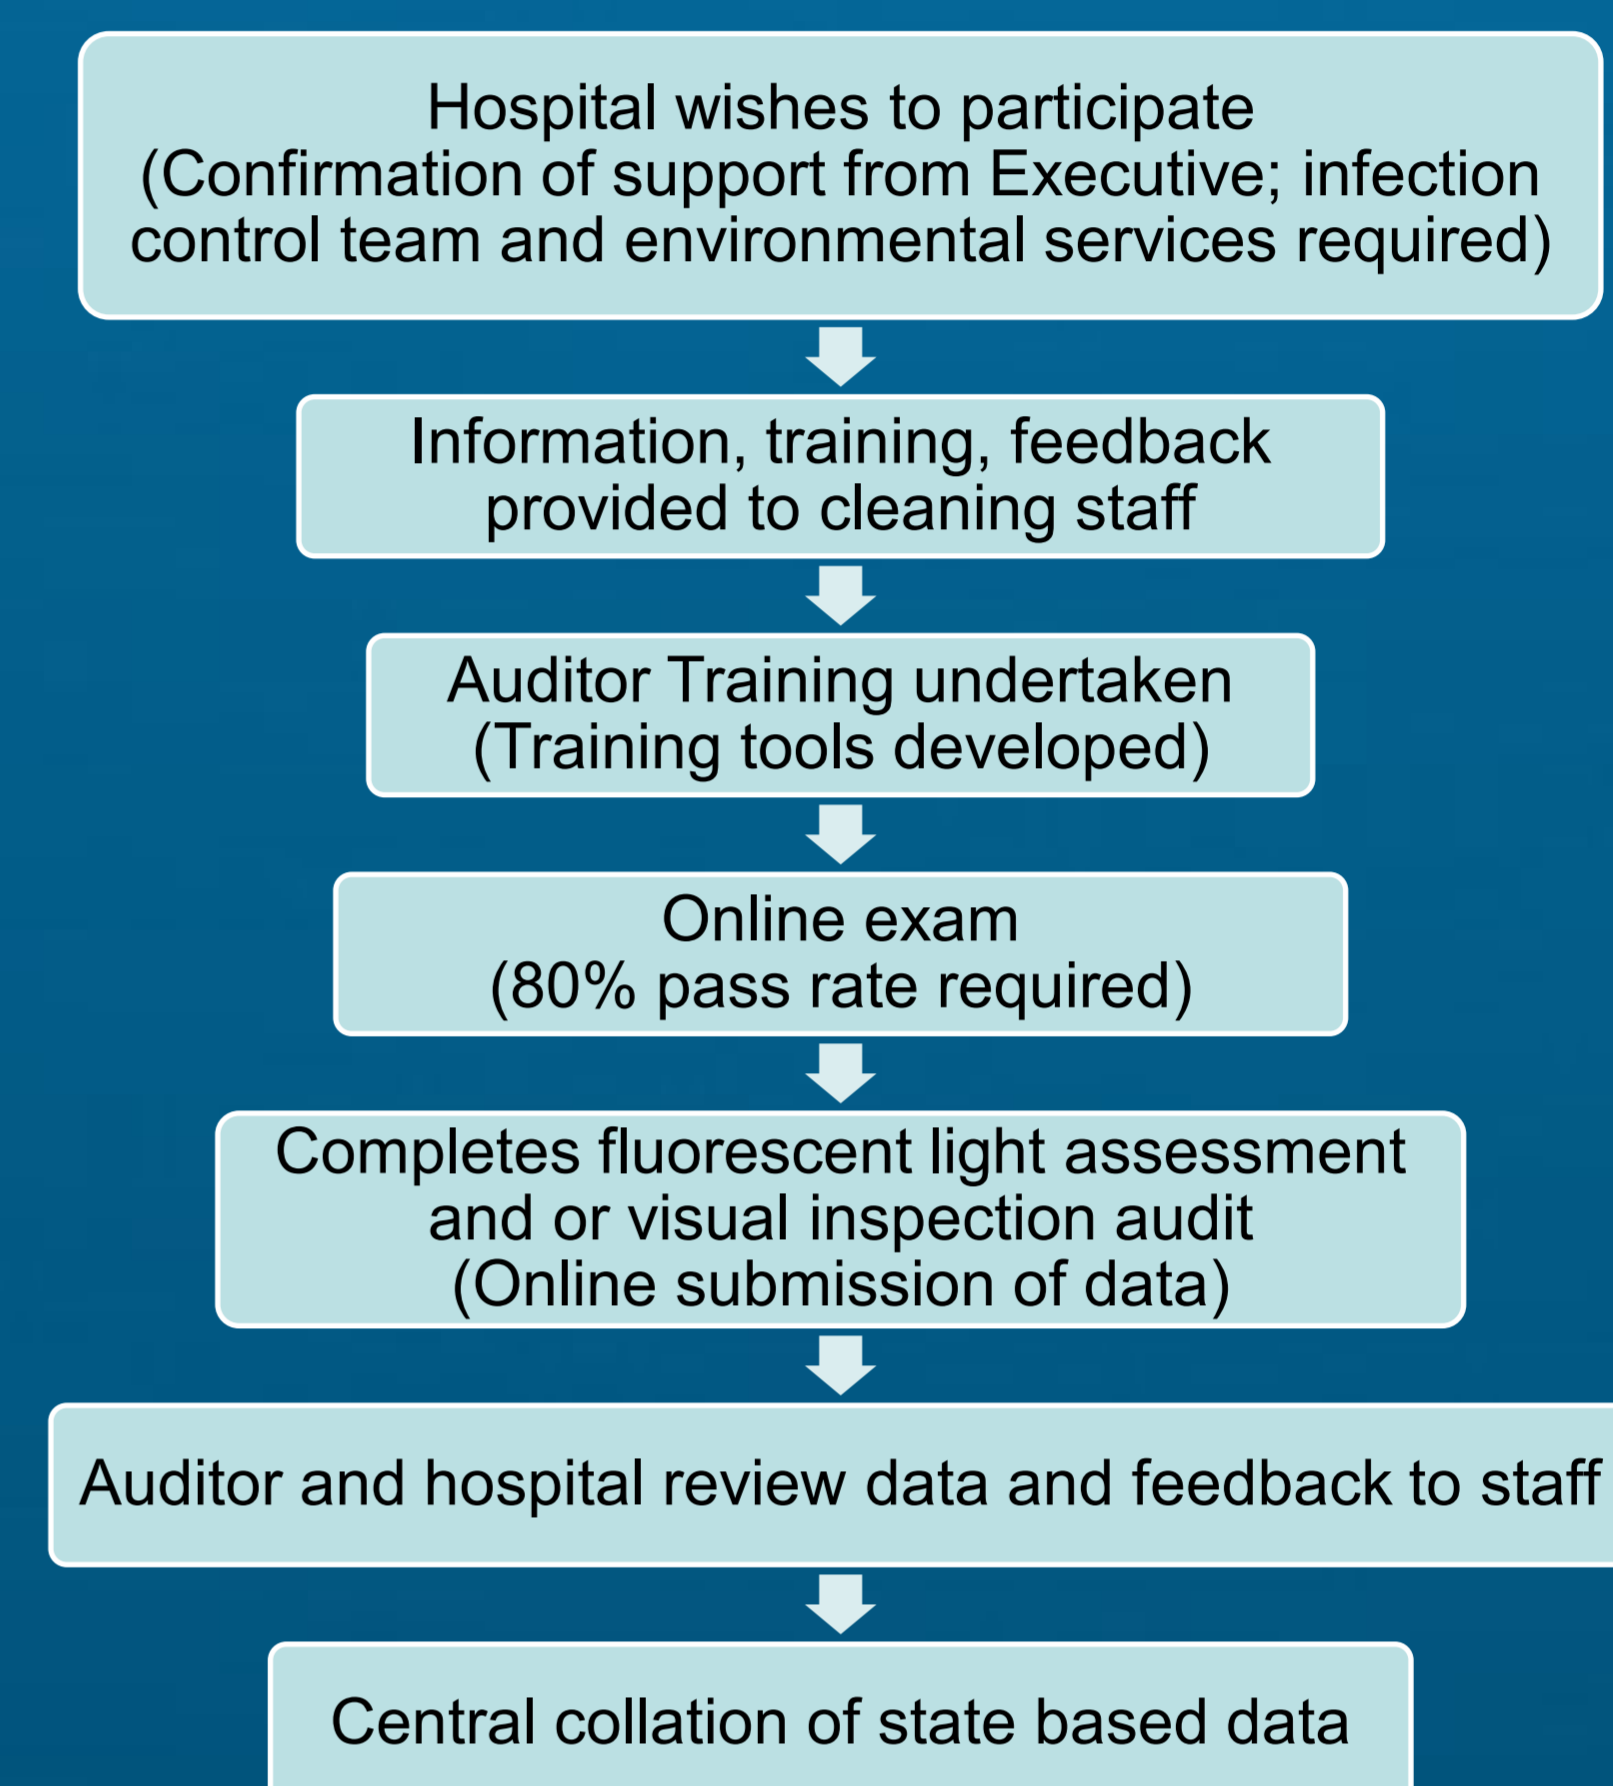 Hospital wishes to participate
(Confirmation of support from Executive; infection
control team and environmental services required)
Information, training, feedback
provided to cleaning staff
Auditor Training undertaken
(Training tools developed)
Online exam
(80% pass rate required)
Completes fluorescent light assessment
and or visual inspection audit
(Online submission of data)
Auditor and hospital review data and feedback to staff
Central collation of state based data